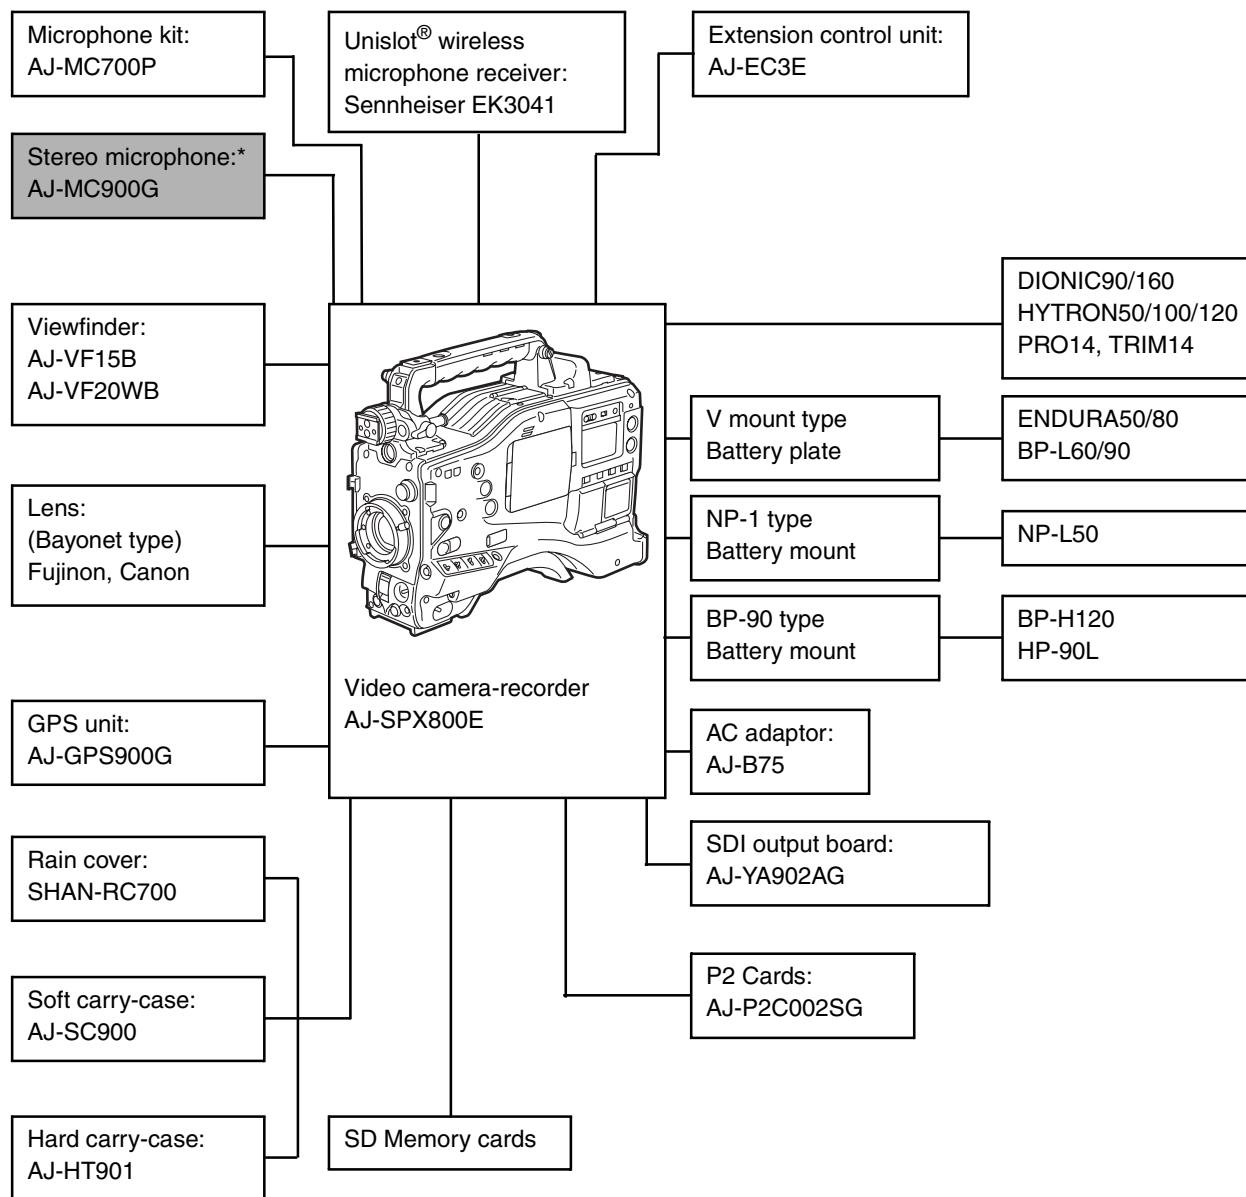 Microphone kit:
AJ-MC700P
Unislot® wireless
microphone receiver:
Sennheiser EK3041
Extension control unit:
AJ-EC3E
Stereo microphone:*
AJ-MC900G
DIONIC90/160
HYTRON50/100/120
PRO14, TRIM14
Viewfinder:
AJ-VF15B
AJ-VF20WB
V mount type
Battery plate
ENDURA50/80
BP-L60/90
Lens:
(Bayonet type)
Fujinon, Canon
NP-1 type
Battery mount
NP-L50
BP-90 type
Battery mount
BP-H120
HP-90L
Video camera-recorder
AJ-SPX800E
GPS unit:
AJ-GPS900G
AC adaptor:
AJ-B75
Rain cover:
SHAN-RC700
SDI output board:
AJ-YA902AG
Soft carry-case:
AJ-SC900
P2 Cards:
AJ-P2C002SG
Hard carry-case:
AJ-HT901
SD Memory cards